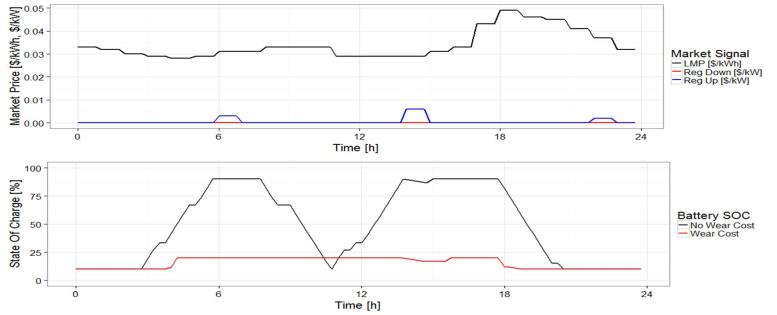 Market Price [$/kWh, $/kW]
0.05
0.04
0.03
0.02
0.01
0.00
0
6
12
18
24
Time [h]
Market Signal
LMP [$/kWh]
Reg Down [$/kW]
Reg Up [$/kW]
State Of Charge [%]
100
75
50
25
0
0
6
12
18
24
Time [h]
Battery SOC
No Wear Cost
Wear Cost